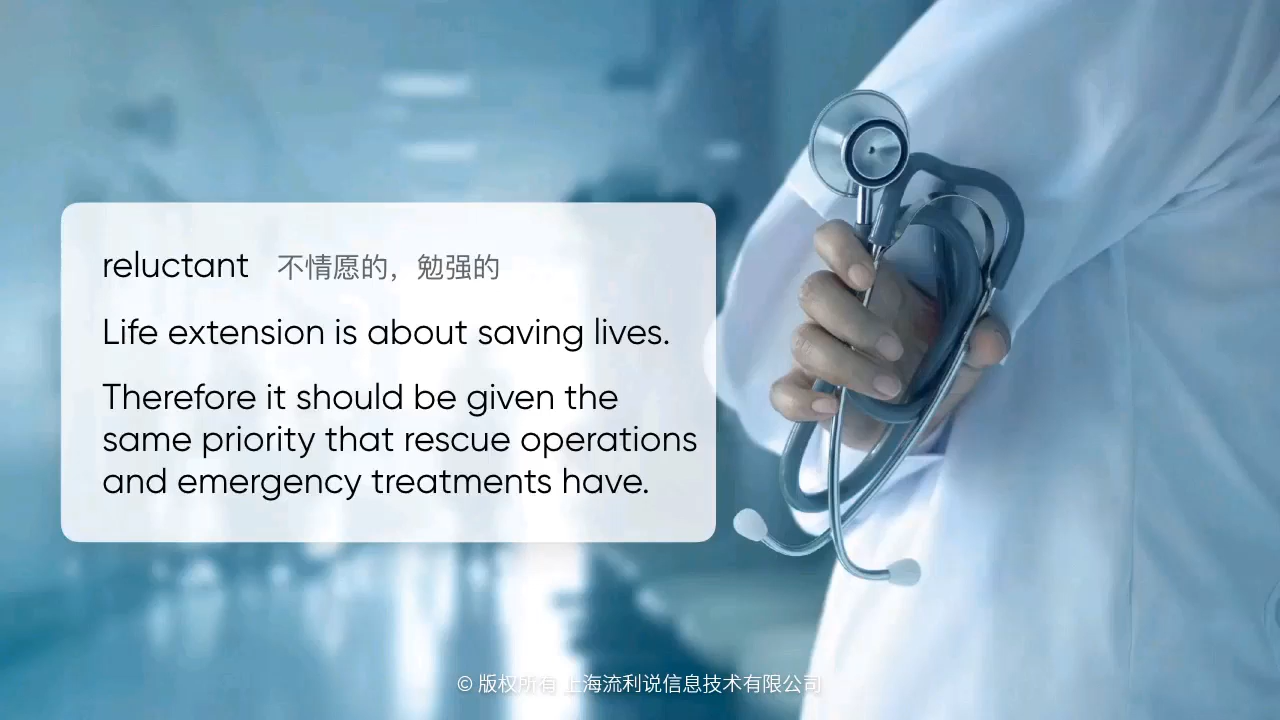 reluctant 不情愿的，勉强的
Life extension is about saving lives.
Therefore it should be given the
same priority that rescue operations
and emergency treatments have.
© 版权所有 上海流利说信息技术有限公司